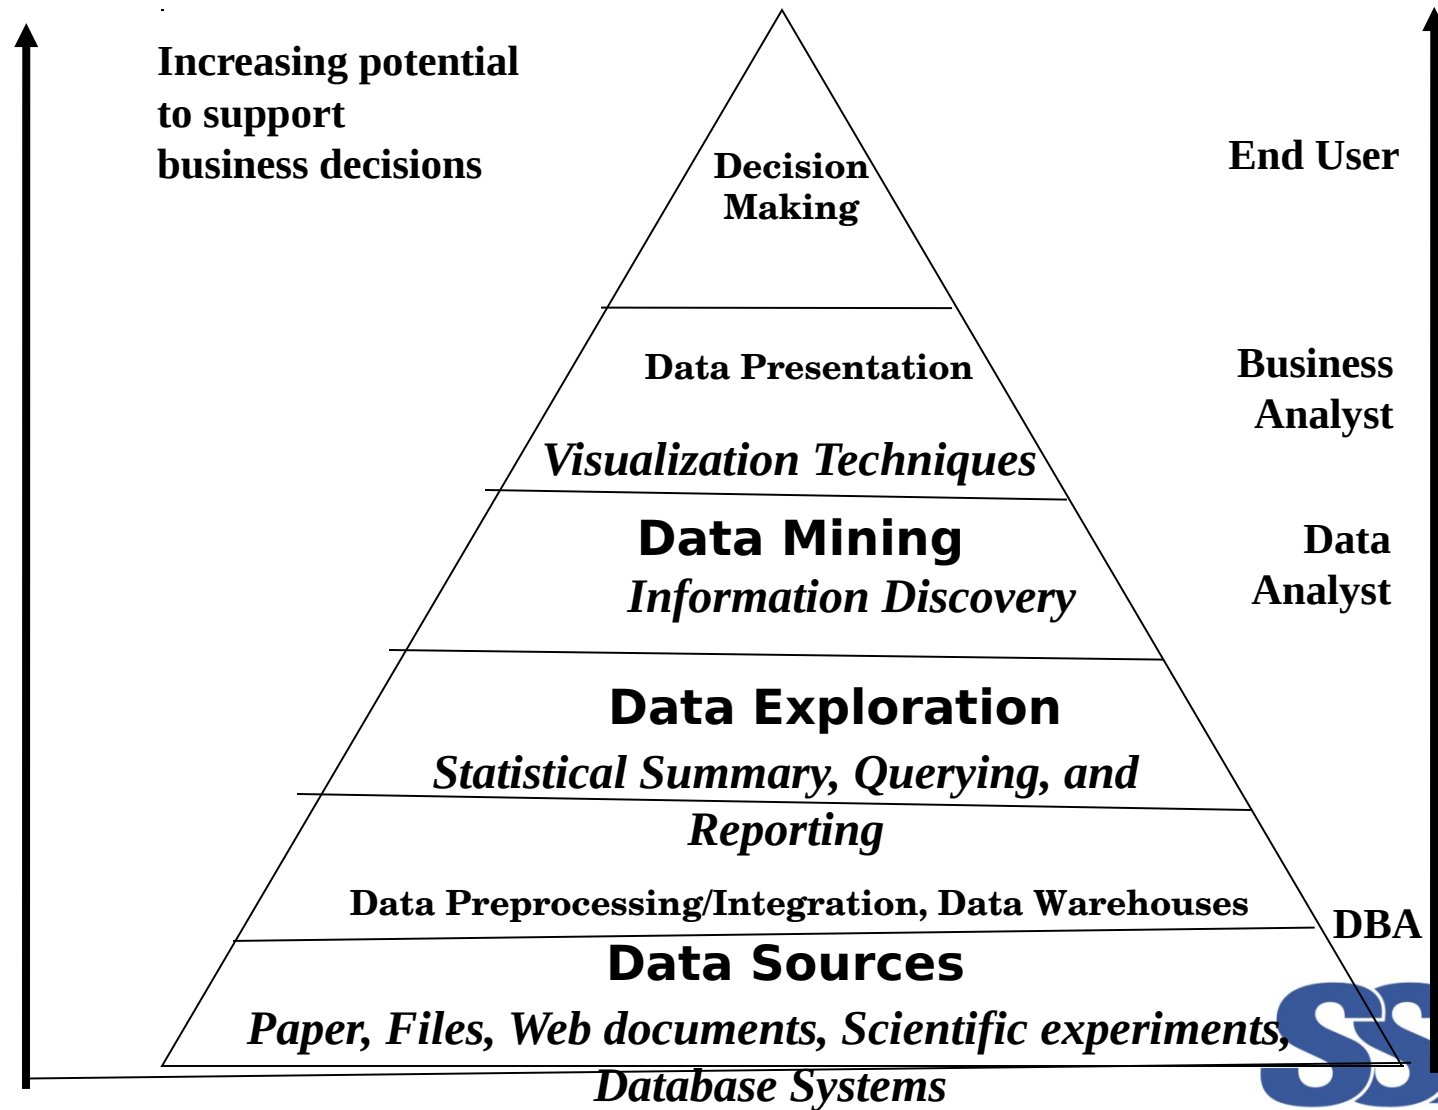 Increasing potential
to support
business decisions
End User
Decision
Making
Business
Analyst
Data Presentation
Visualization Techniques
Data Mining
Data
Analyst
Information Discovery
Data Exploration
Statistical Summary, Querying, and
Reporting
Data Preprocessing/Integration, Data Warehouses
DBA
Data Sources
Paper, Files, Web documents, Scientific experiments,
Database Systems
SS